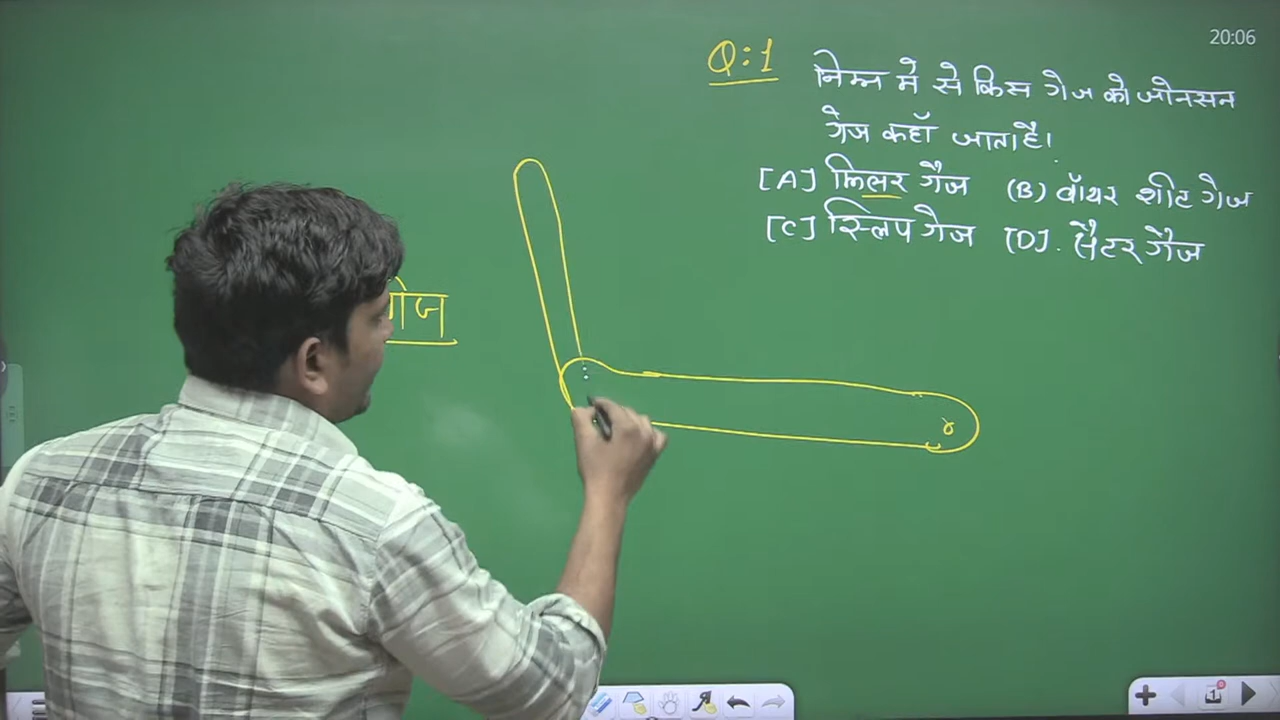 20:06
Q:1 निम्न मे से किस गेज को जोनसन
गेज कहाँ जाता है।
[A] फिलर गैज (B) वॉयर शीट गेज
[C] स्लिप गेज [D]. सैटर गैज
गेज